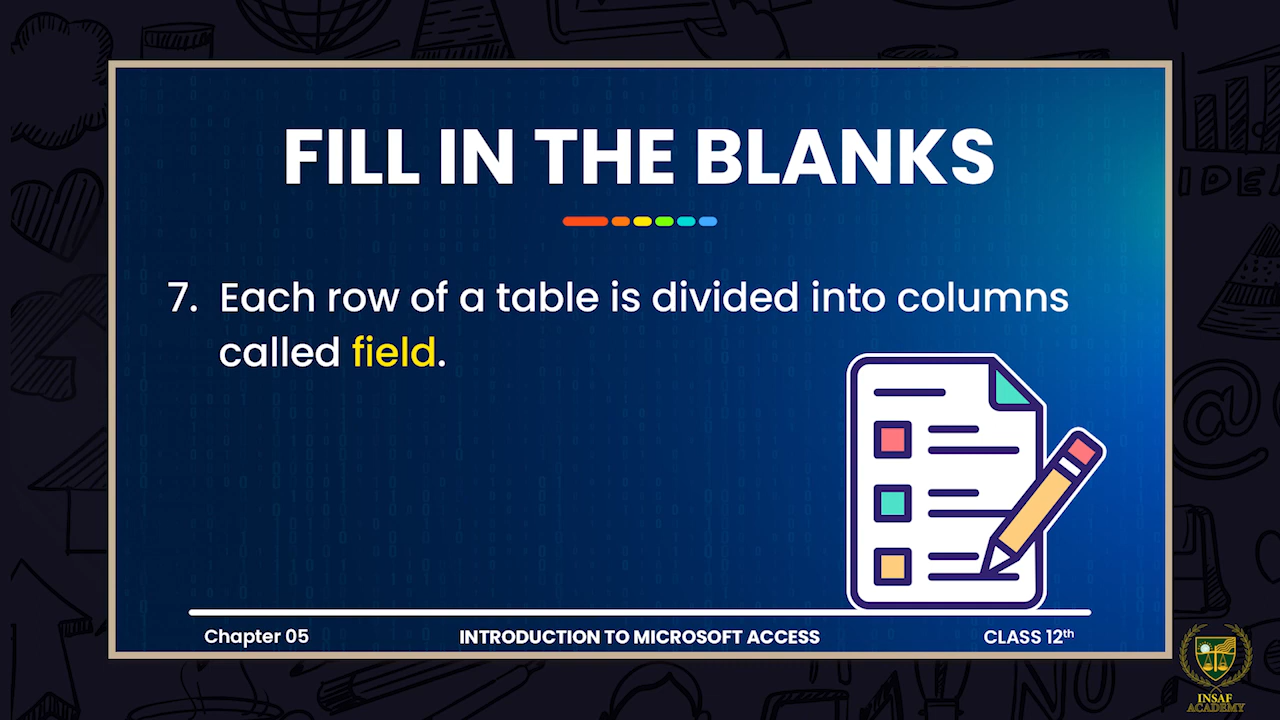 FILL IN THE BLANKS
7. Each row of a table is divided into columns
called field.
Chapter 05
INTRODUCTION TO MICROSOFT ACCESS
CLASS 12th
IDEA
INSAF
ACADEMY